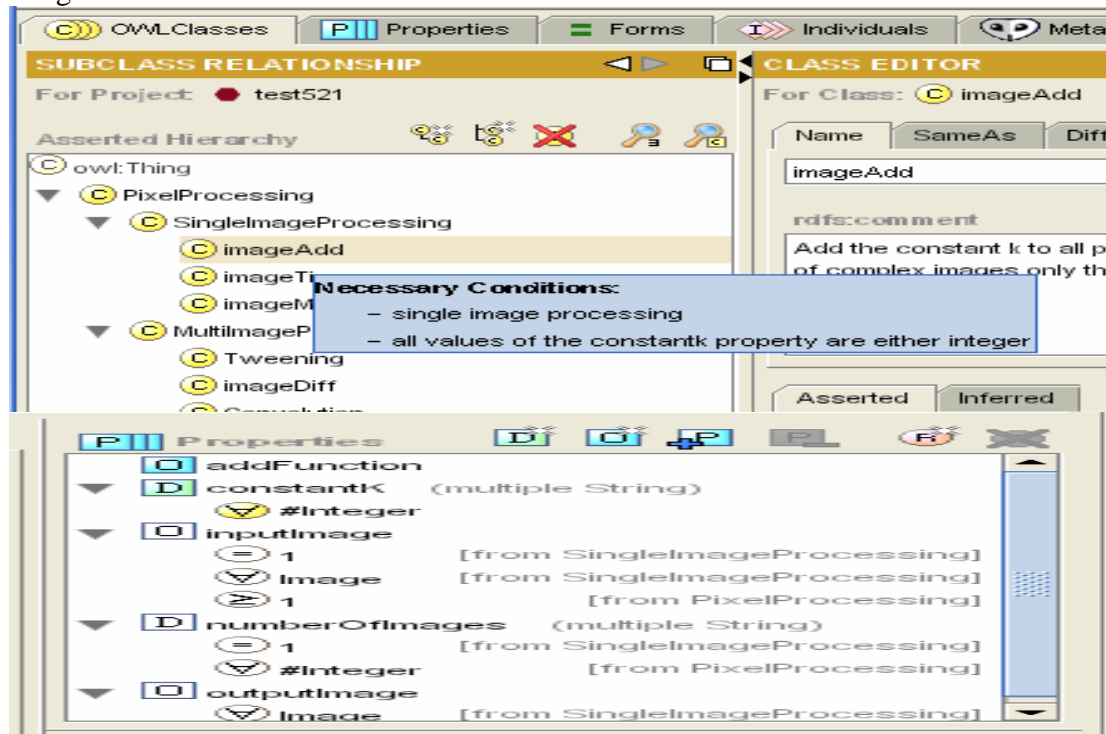 OWLClasses Properties Forms Individuals Meta
SUBCLASS RELATIONSHIP
For Project: test521
Asserted Hierarchy
owl:Thing
PixelProcessing
SingleImageProcessing
imageAdd
imageTi
imageM
MultiImageP
Tweening
imageDiff
Necessary Conditions:
– single image processing
– all values of the constantk property are either integer
CLASS EDITOR
For Class: imageAdd
Name SameAs Diff
imageAdd
rdfs:comment
Add the constant k to all p
of complex images only th
Asserted Inferred
Properties
addFunction
constantK (multiple String)
#Integer
inputImage
= 1 [from SingleImageProcessing]
∀ Image [from SingleImageProcessing]
≥ 1 [from PixelProcessing]
numberOfImages (multiple String)
= 1 [from SingleImageProcessing]
∀ #Integer [from PixelProcessing]
outputImage
∀ Image [from SingleImageProcessing]